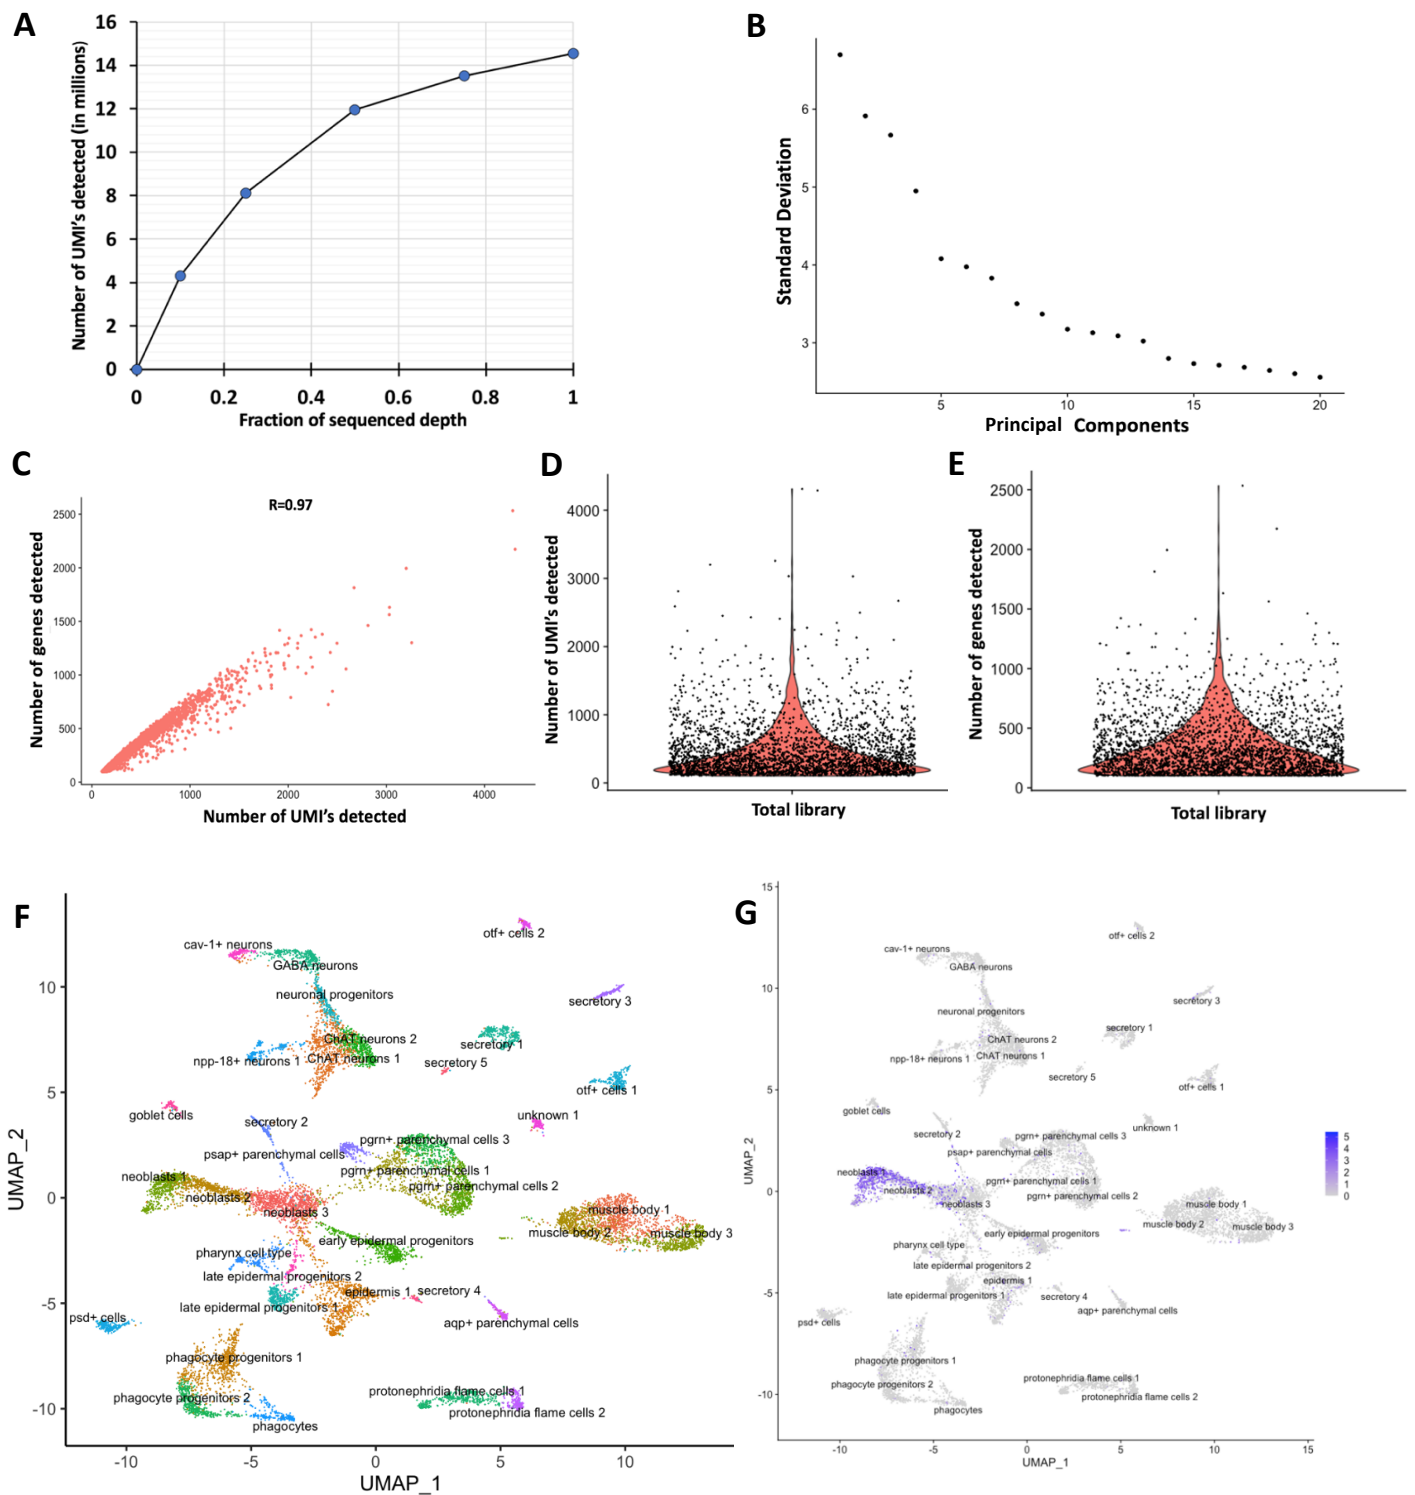 A
Number of UMI's detected (in millions)
16
14
12
10
8
6
4
2
0
0 0.2 0.4 0.6 0.8 1
Fraction of sequenced depth
B
Standard Deviation
6
5
4
3
5 10 15 20
Principal Components
C
R=0.97
Number of genes detected
2500
2000
1500
1000
500
0
0 1000 2000 3000 4000
Number of UMI's detected
D
Number of UMI's detected
4000
3000
2000
1000
0
Total library
E
Number of genes detected
2500
2000
1500
1000
500
0
Total library
F
UMAP_2
10
5
0
-5
-10
-10 -5 0 5 10
UMAP_1
otf+ cells 2
cav-1+ neurons
GABA neurons
neuronal progenitors
secretory 3
ChAT neurons 2
secretory 1
npp-18+ neurons 1
ChAT neurons 1
secretory 5
otf+ cells 1
goblet cells
unknown 1
secretory 2
pgrn+ parenchymal cells 3
psap+ parenchymal cells
pgrn+ parenchymal cells 1
neoblasts 1
pgrn+ parenchymal cells 2
neoblasts 2
neoblasts 3
muscle body 1
muscle body 2
muscle body 3
early epidermal progenitors
pharynx cell type
late epidermal progenitors 2
epidermis 1
secretory 4
late epidermal progenitors 1
psd+ cells
aqp+ parenchymal cells
phagocyte progenitors 1
phagocyte progenitors 2
protonephridia flame cells 1
protonephridia flame cells 2
phagocytes
G
UMAP_2
15
10
5
0
-5
-10
-10 -5 0 5 10 15
UMAP_1
otf+ cells 2
cav-1+ neurons
GABA neurons
secretory 3
neuronal progenitors
secretory 1
ChAT neurons 2
npp-18+ neurons 1
ChAT neurons 1
secretory 5
otf+ cells 1
goblet cells
unknown 1
secretory 2
pgrn+ parenchymal cells 3
psap+ parenchymal cells
neoblasts 1
pgrn+ parenchymal cells 1
neoblasts 2
pgrn+ parenchymal cells 2
neoblasts 3
muscle body 1
muscle body 2
muscle body 3
early epidermal progenitors
pharynx cell type
late epidermal progenitors 2
epidermis 1
late epidermal progenitors 1
secretory 4
aqp+ parenchymal cells
psd+ cells
phagocyte progenitors 1
phagocyte progenitors 2
protonephridia flame cells 1
protonephridia flame cells 2
phagocytes
5
4
3
2
1
0